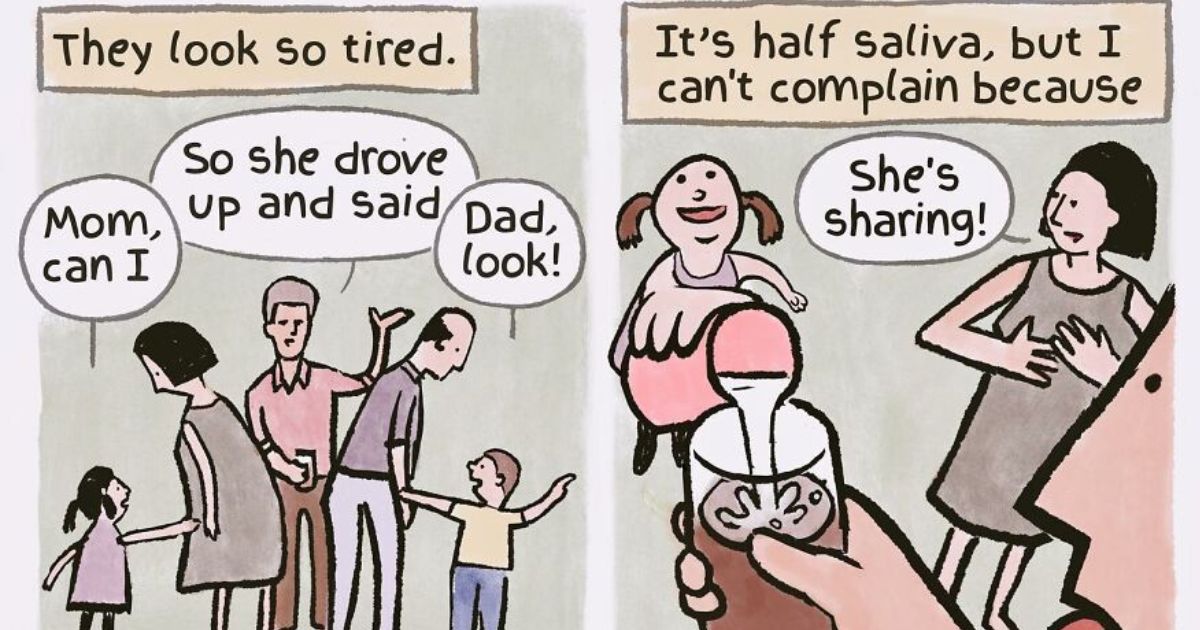 They look so tired.
So she drove
up and said
Mom,
can I
Dad,
look!
It's half saliva, but I
can't complain because
She's
sharing!